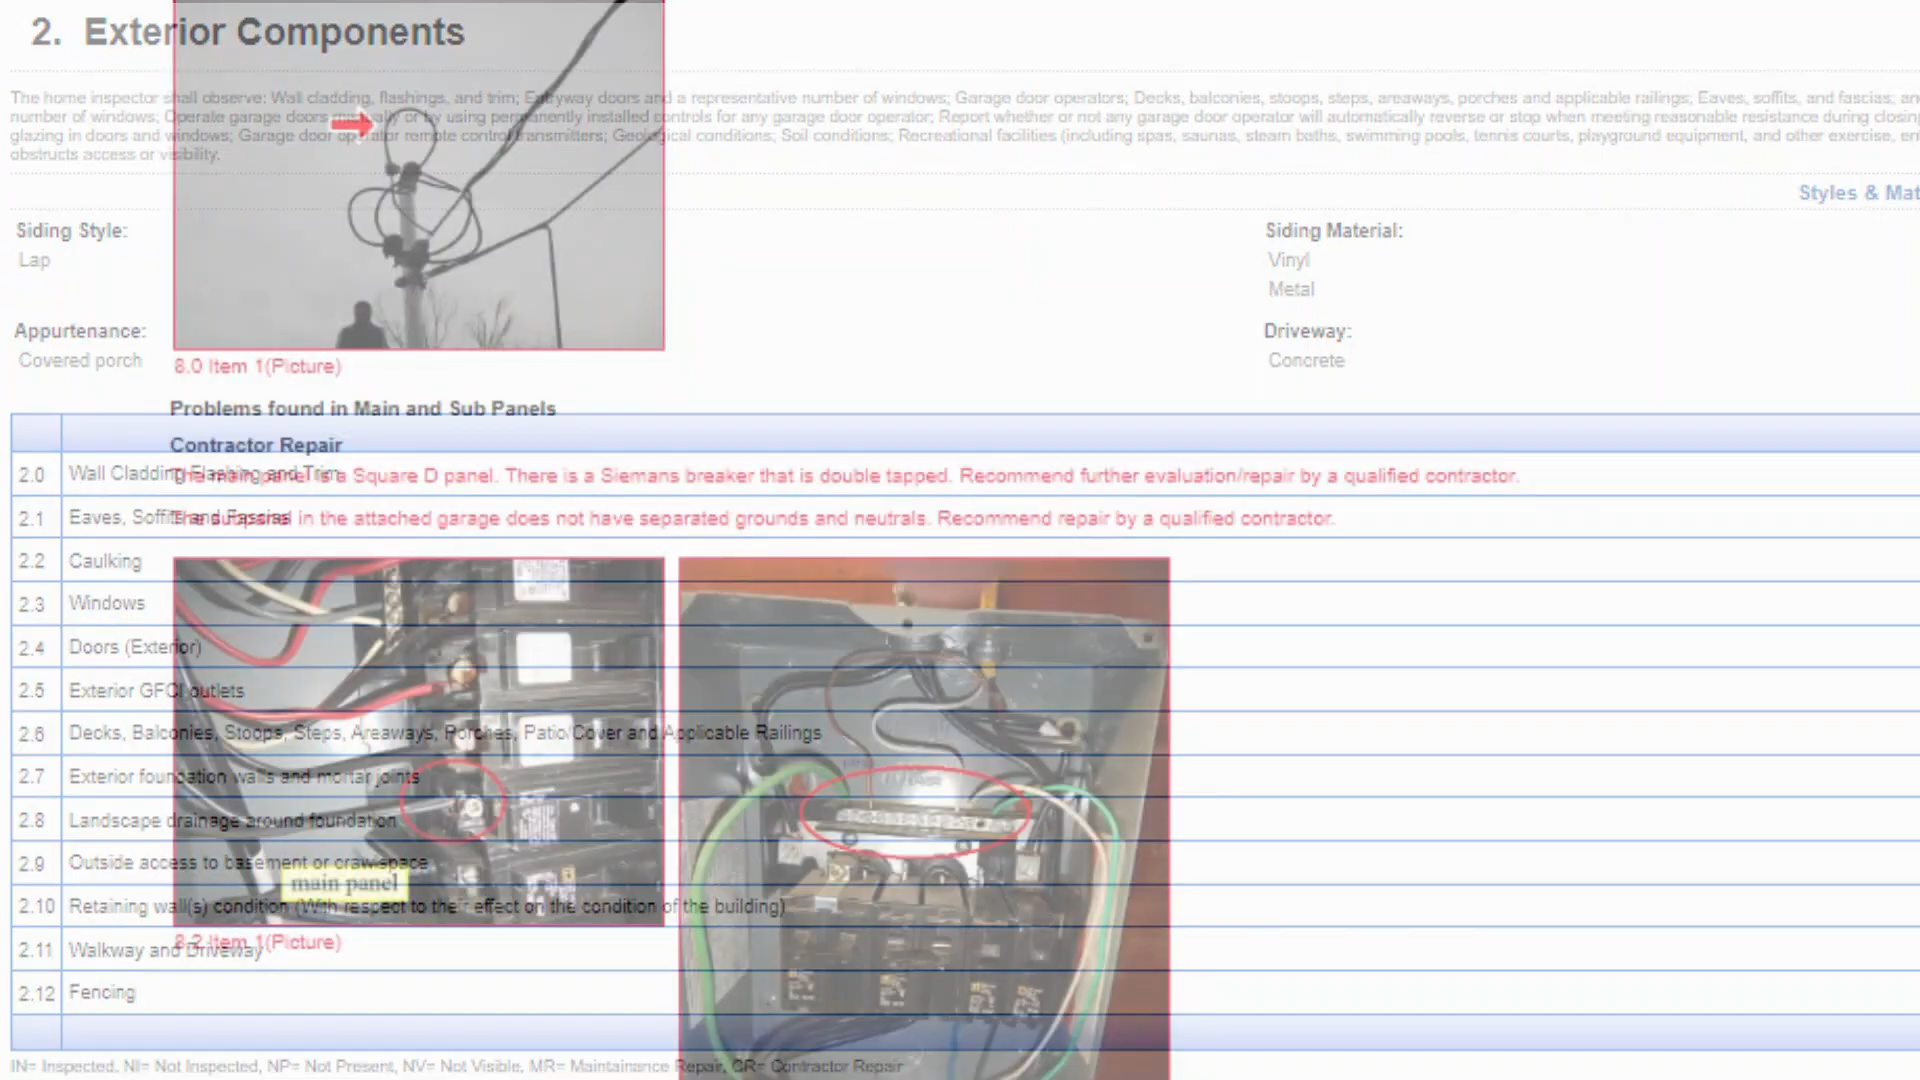 2. Exterior Components
The home inspector shall observe: Wall cladding, flashings, and trim; Entryway doors and a representative number of windows; Garage door operators; Decks, balconies, stoops, steps, areaways, porches and applicable railings; Eaves, soffits, and fascias; an
number of windows; Operate garage doors manually or by using permanently installed controls for any garage door operator; Report whether or not any garage door operator will automatically reverse or stop when meeting reasonable resistance during closing
glazing in doors and windows; Garage door operator remote control transmitters; Geological conditions; Soil conditions; Recreational facilities (including spas, saunas, steam baths, swimming pools, tennis courts, playground equipment, and other exercise, en
obstructs access or visibility.
Styles & Mat
Siding Style:
Siding Material:
Lap
Vinyl
Metal
Appurtenance:
Driveway:
Covered porch
Concrete
8.0 Item 1(Picture)
Problems found in Main and Sub Panels
Contractor Repair
2.0 Wall Cladding Flashing and Trim
The main panel is a Square D panel. There is a Siemans breaker that is double tapped. Recommend further evaluation/repair by a qualified contractor.
2.1 Eaves, Soffits and Fascias
The subpanel in the attached garage does not have separated grounds and neutrals. Recommend repair by a qualified contractor.
2.2 Caulking
2.3 Windows
2.4 Doors (Exterior)
2.5 Exterior GFCI outlets
2.6 Decks, Balconies, Stoops, Steps, Areaways, Porches, Patio/Cover and Applicable Railings
2.7 Exterior foundation walls and mortar joints
2.8 Landscape drainage around foundation
2.9 Outside access to basement or crawlspace
main panel
2.10 Retaining wall(s) condition (With respect to their effect on the condition of the building)
8.2 Item 1(Picture)
2.11 Walkway and Driveway
2.12 Fencing
IN= Inspected, NI= Not Inspected, NP= Not Present, NV= Not Visible, MR= Maintainance Repair, CR= Contractor Repair